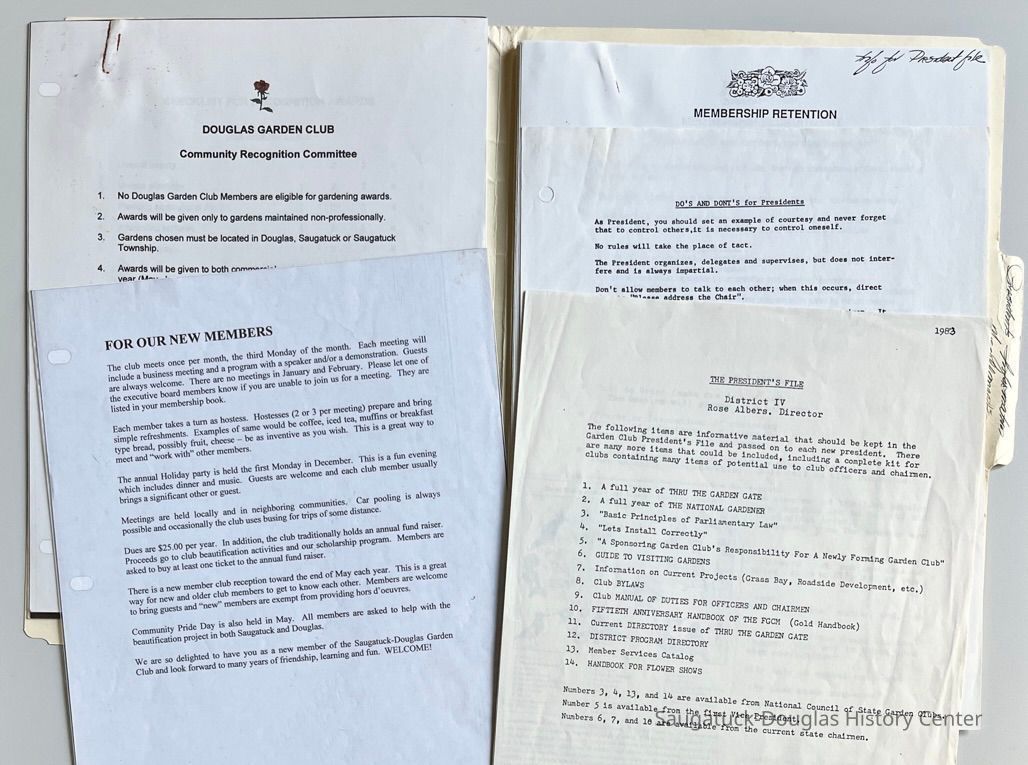 DOUGLAS GARDEN CLUB
Community Recognition Committee
1. No Douglas Garden Club Members are eligible for gardening awards.
2. Awards will be given only to gardens maintained non-professionally.
3. Gardens chosen must be located in Douglas, Saugatuck or Saugatuck
Township.
4. Awards will be given to both
year
FOR OUR NEW MEMBERS
The club meets once per month, the third Monday of the month. Each meeting will
include a business meeting and a program with a speaker and/or a demonstration. Guests
are always welcome. There are no meetings in January and February. Please let one of
the executive board members know if you are unable to join us for a meeting. They are
listed in your membership book.
Each member takes a turn as hostess. Hostesses (2 or 3 per meeting) prepare and bring
simple refreshments. Examples of same would be coffee, iced tea, muffins or breakfast
type bread, possibly fruit, cheese – be as inventive as you wish. This is a great way to
meet and “work with” other members.
The annual Holiday party is held the first Monday in December. This is a fun evening
which includes dinner and music. Guests are welcome and each club member usually
brings a significant other or guest.
Meetings are held locally and in neighboring communities. Car pooling is always
possible and occasionally the club uses busing for trips of some distance.
Dues are $25.00 per year. In addition, the club traditionally holds an annual fund raiser.
Proceeds go to club beautification activities and our scholarship program. Members are
asked to buy at least one ticket to the annual fund raiser.
There is a new member club reception toward the end of May each year. This is a great
way for new and older club members to get to know each other. Members are welcome
to bring guests and “new” members are exempt from providing hors d’oeuvres.
Community Pride Day is also held in May. All members are asked to help with the
beautification project in both Saugatuck and Douglas.
We are so delighted to have you as a new member of the Saugatuck-Douglas Garden
Club and look forward to many years of friendship, learning and fun. WELCOME!
for President file
MEMBERSHIP RETENTION
DO'S AND DONT'S for Presidents
As President, you should set an example of courtesy and never forget
that to control others,it is necessary to control oneself.
No rules will take the place of tact.
The President organizes, delegates and supervises, but does not inter-
fere and is always impartial.
Don't allow members to talk to each other; when this occurs, direct
"Please address the Chair".
It
1983
THE PRESIDENT'S FILE
District IV
Rose Albers, Director
The following items are informative material that should be kept in the
Garden Club President's File and passed on to each new president. There
are many more items that could be included, including a complete kit for
clubs containing many items of potential use to club officers and chairmen.
1. A full year of THRU THE GARDEN GATE
2. A full year of THE NATIONAL GARDENER
3. "Basic Principles of Parliamentary Law"
4. "Lets Install Correctly"
5. "A Sponsoring Garden Club's Responsibility For A Newly Forming Garden Club"
6. GUIDE TO VISITING GARDENS
7. Information on Current Projects (Grass Bay, Roadside Development, etc.)
8. Club BYLAWS
9. Club MANUAL OF DUTIES FOR OFFICERS AND CHAIRMEN
10. FIFTIETH ANNIVERSARY HANDBOOK OF THE FGCM (Gold Handbook)
11. Current DIRECTORY issue of THRU THE GARDEN GATE
12. DISTRICT PROGRAM DIRECTORY
13. Member Services Catalog
14. HANDBOOK FOR FLOWER SHOWS
Numbers 3, 4, 13, and 14 are available from National Council of State Garden Clubs.
Number 5 is available from the first Vice President.
Numbers 6, 7, and 10 are available from the current state chairmen.
Saugatuck-Douglas History Center